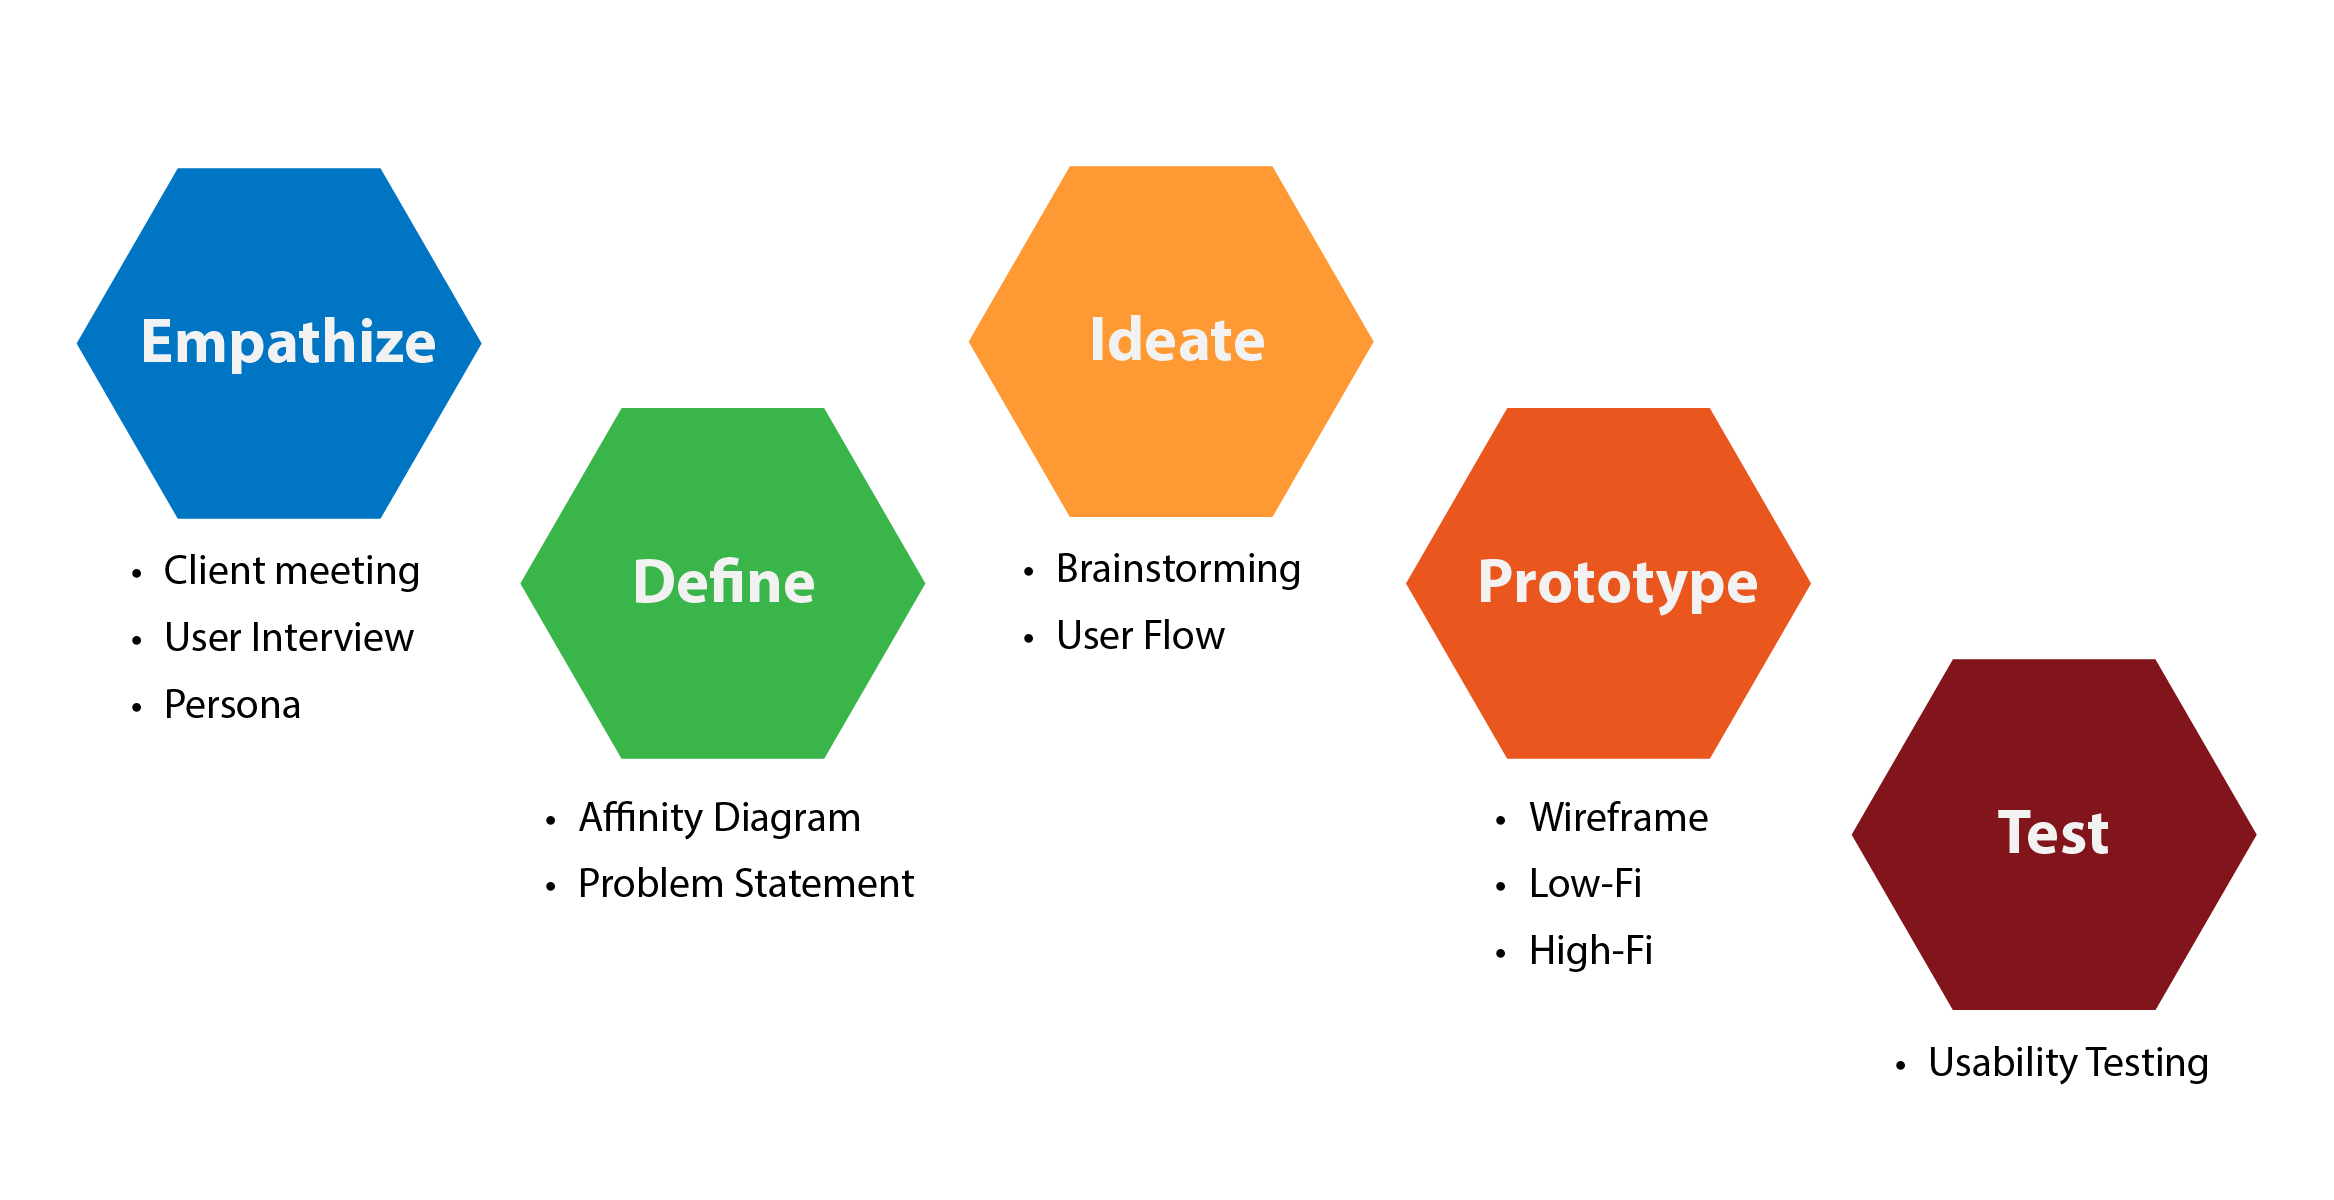 Empathize
• Client meeting
• User Interview
• Persona
Define
• Affinity Diagram
• Problem Statement
Ideate
• Brainstorming
• User Flow
Prototype
• Wireframe
• Low-Fi
• High-Fi
Test
• Usability Testing